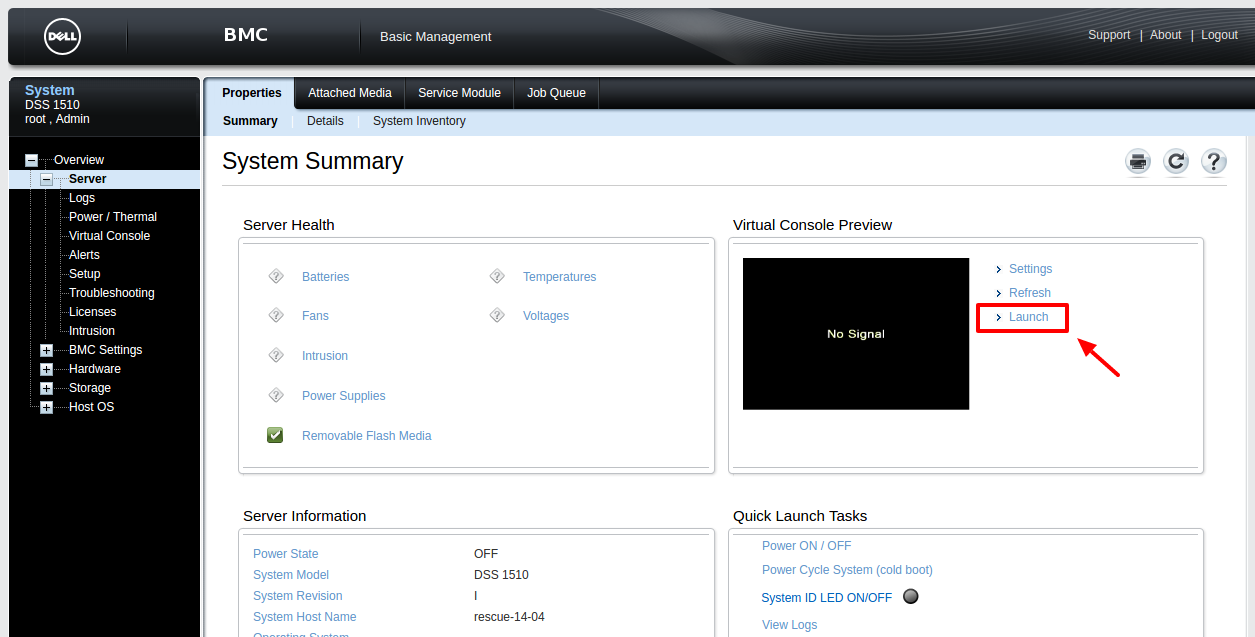 DELL
BMC
Basic Management
Support | About | Logout
System
DSS 1510
root , Admin
Overview
Server
Logs
Power / Thermal
Virtual Console
Alerts
Setup
Troubleshooting
Licenses
Intrusion
BMC Settings
Hardware
Storage
Host OS
Properties
Attached Media
Service Module
Job Queue
Summary
Details
System Inventory
System Summary
Server Health
Batteries
Temperatures
Fans
Voltages
Intrusion
Power Supplies
Removable Flash Media
Virtual Console Preview
No Signal
Settings
Refresh
Launch
Server Information
Power State OFF
System Model DSS 1510
System Revision I
System Host Name rescue-14-04
Operating System
Quick Launch Tasks
Power ON / OFF
Power Cycle System (cold boot)
System ID LED ON/OFF
View Logs